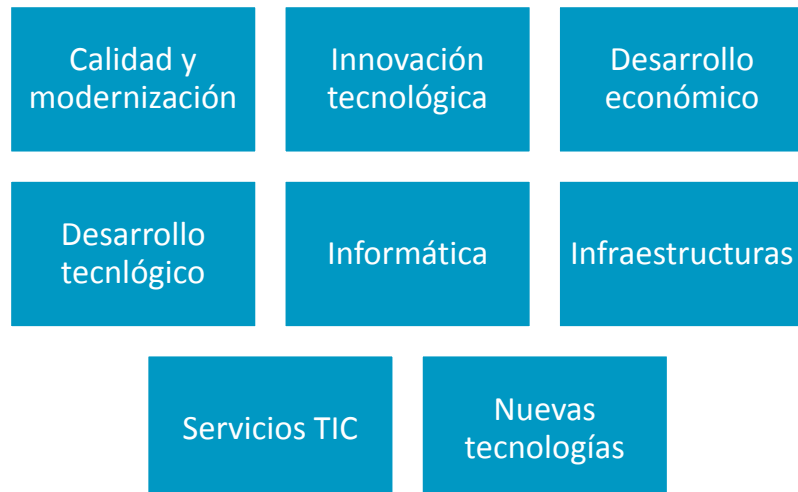 Calidad y
modernización
Innovación
tecnológica
Desarrollo
económico
Desarrollo
tecnlógico
Informática
Infraestructuras
Servicios TIC
Nuevas
tecnologías